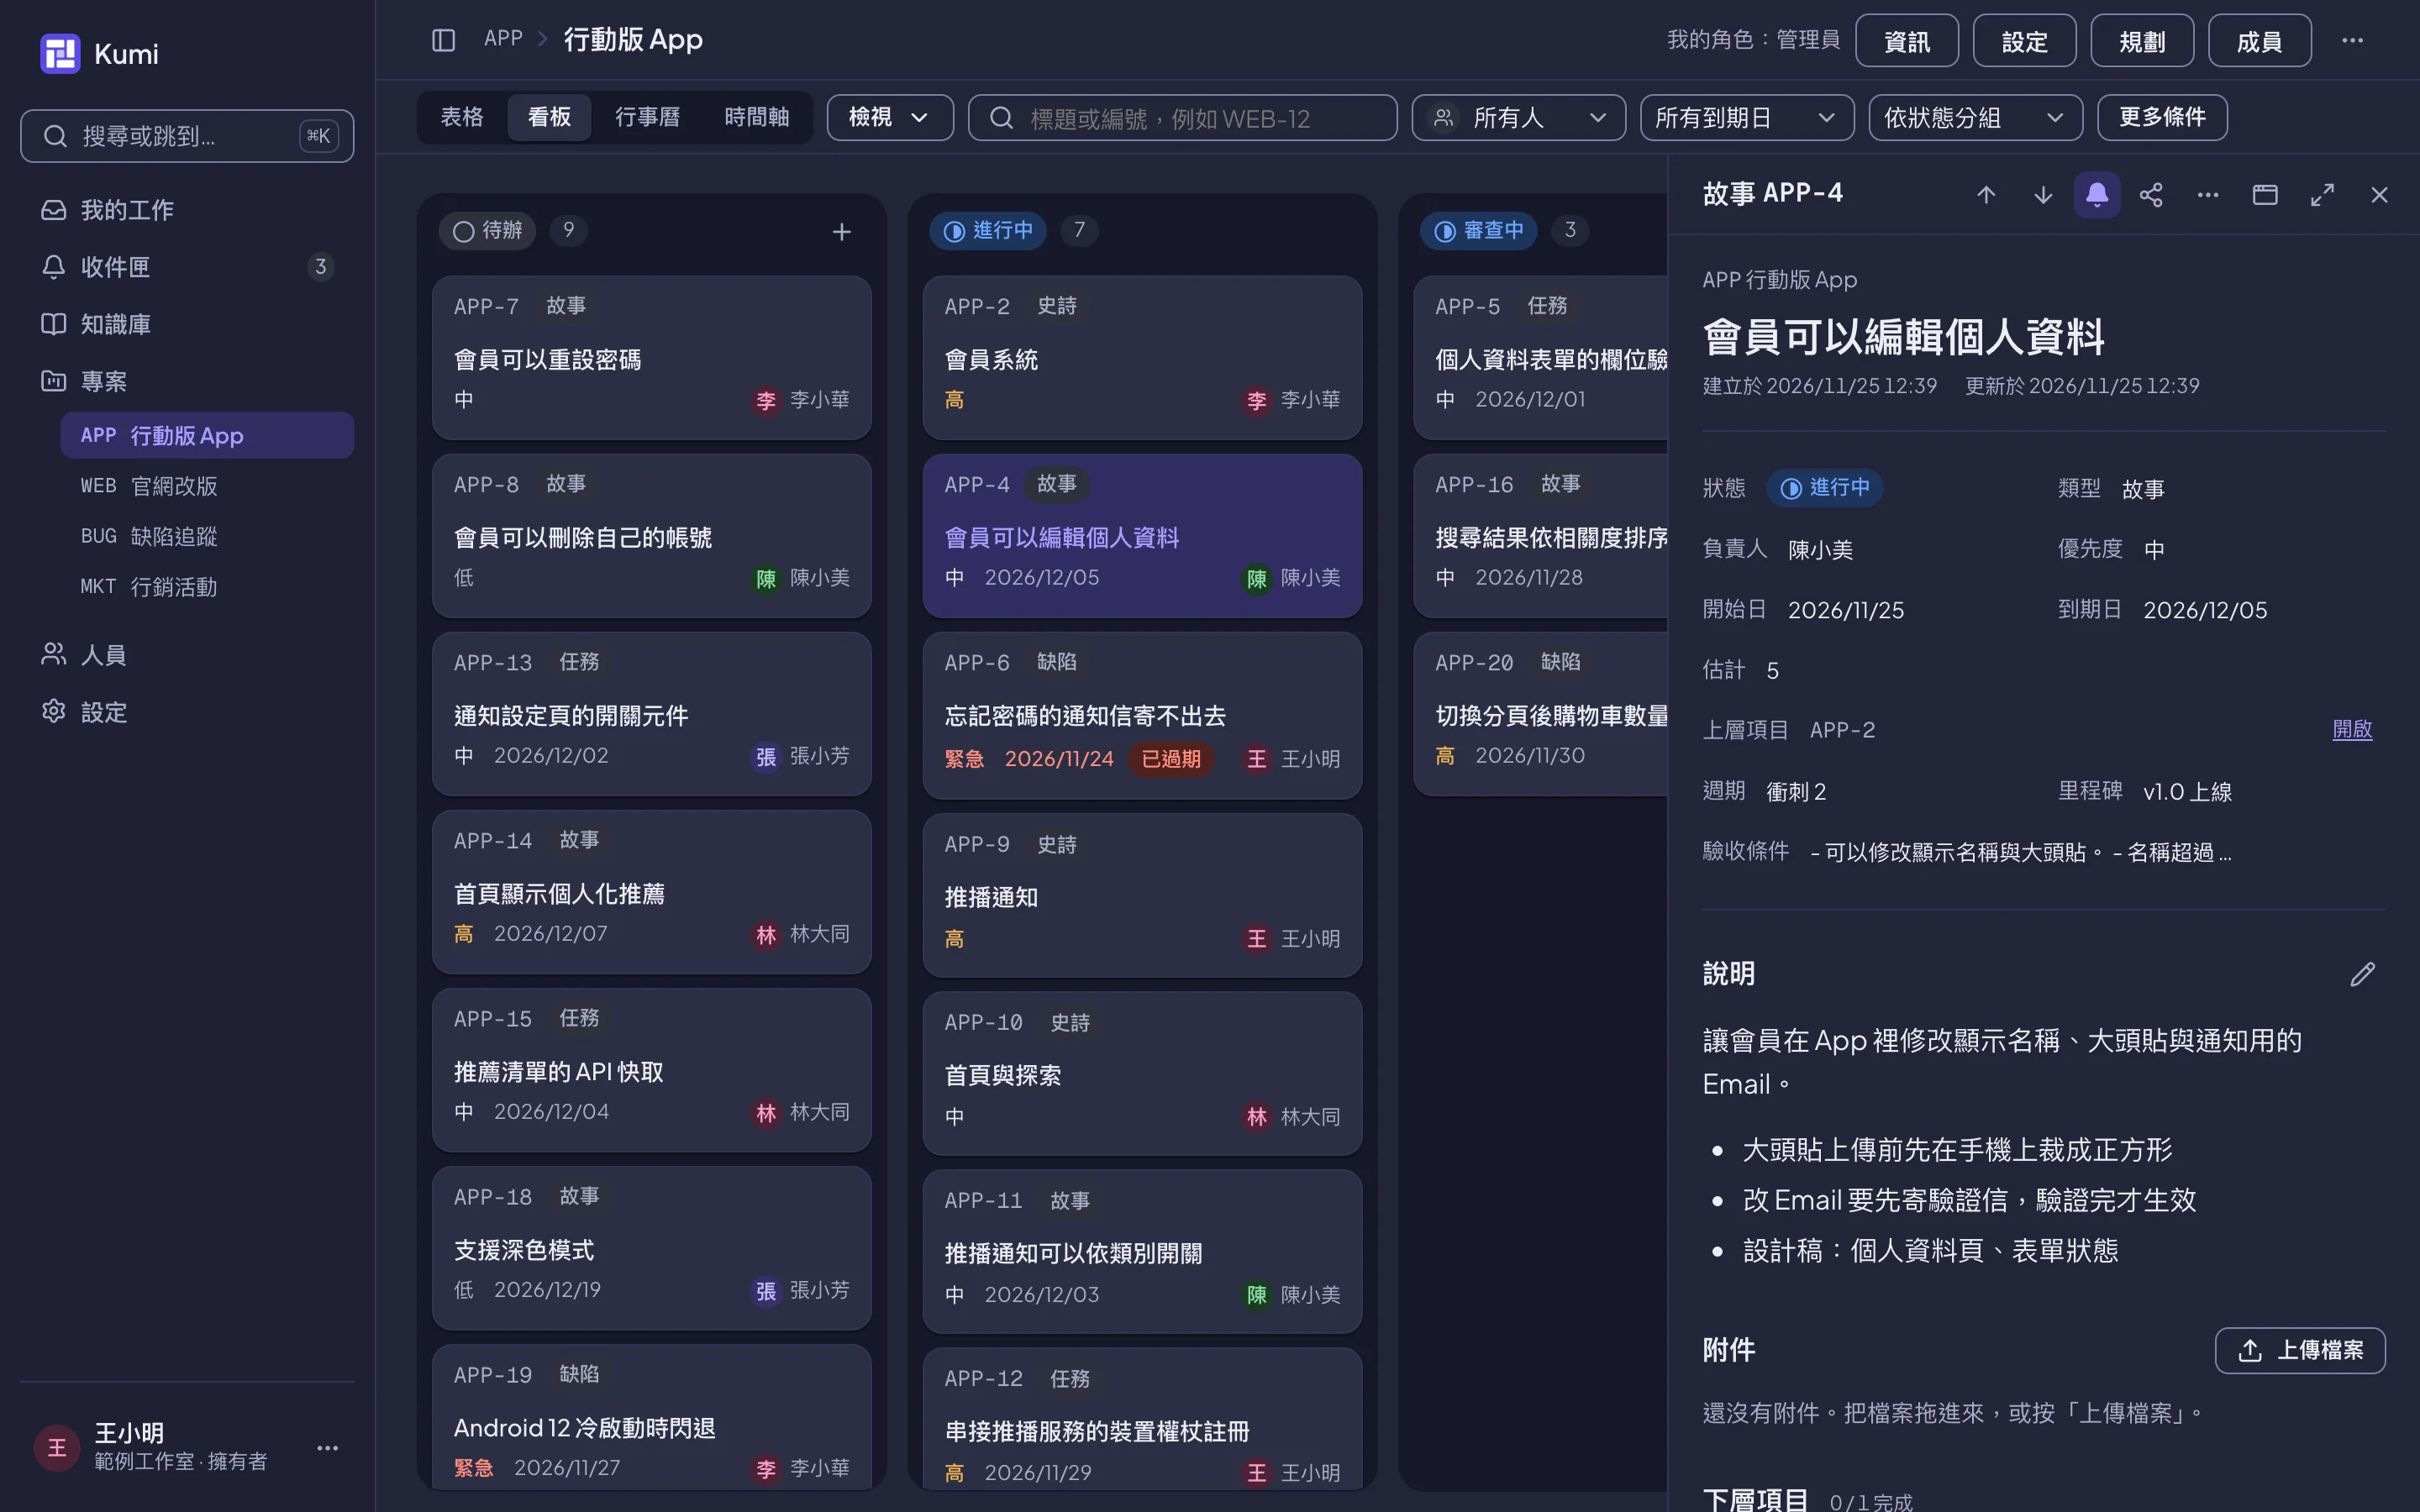 Kumi
搜尋或跳到...
⌘K
我的工作
收件匣 3
知識庫
專案
APP 行動版 App
WEB 官網改版
BUG 缺陷追蹤
MKT 行銷活動
人員
設定
王 王小明
範例工作室 · 擁有者
APP 行動版 App
我的角色：管理員 資訊 設定 規劃 成員
表格 看板 行事曆 時間軸 檢視 標題或編號，例如 WEB-12 所有人 所有到期日 依狀態分組 更多條件
待辦 9
APP-7 故事
會員可以重設密碼
中 李 李小華
APP-8 故事
會員可以刪除自己的帳號
低 陳 陳小美
APP-13 任務
通知設定頁的開關元件
中 2026/12/02 張 張小芳
APP-14 故事
首頁顯示個人化推薦
高 2026/12/07 林 林大同
APP-15 任務
推薦清單的 API 快取
中 2026/12/04 林 林大同
APP-18 故事
支援深色模式
低 2026/12/19 張 張小芳
APP-19 缺陷
Android 12 冷啟動時閃退
緊急 2026/11/27 李 李小華
進行中 7
APP-2 史詩
會員系統
高 李 李小華
APP-4 故事
會員可以編輯個人資料
中 2026/12/05 陳 陳小美
APP-6 缺陷
忘記密碼的通知信寄不出去
緊急 2026/11/24 已過期 王 王小明
APP-9 史詩
推播通知
高 王 王小明
APP-10 史詩
首頁與探索
中 林 林大同
APP-11 故事
推播通知可以依類別開關
中 2026/12/03 陳 陳小美
APP-12 任務
串接推播服務的裝置權杖註冊
高 2026/11/29 王 王小明
審查中 3
APP-5 任務
個人資料表單的欄位驗
中 2026/12/01
APP-16 故事
搜尋結果依相關度排序
中 2026/11/28
APP-20 缺陷
切換分頁後購物車數量
高 2026/11/30
故事 APP-4
APP 行動版 App
會員可以編輯個人資料
建立於 2026/11/25 12:39 更新於 2026/11/25 12:39
狀態 進行中 類型 故事
負責人 陳小美 優先度 中
開始日 2026/11/25 到期日 2026/12/05
估計 5
上層項目 APP-2 開啟
週期 衝刺 2 里程碑 v1.0 上線
驗收條件 - 可以修改顯示名稱與大頭貼。 - 名稱超過 ...
說明
讓會員在 App 裡修改顯示名稱、大頭貼與通知用的
Email。
• 大頭貼上傳前先在手機上裁成正方形
• 改 Email 要先寄驗證信，驗證完才生效
• 設計稿：個人資料頁、表單狀態
附件 上傳檔案
還沒有附件。把檔案拖進來，或按「上傳檔案」。
下層項目 0 / 1 完成